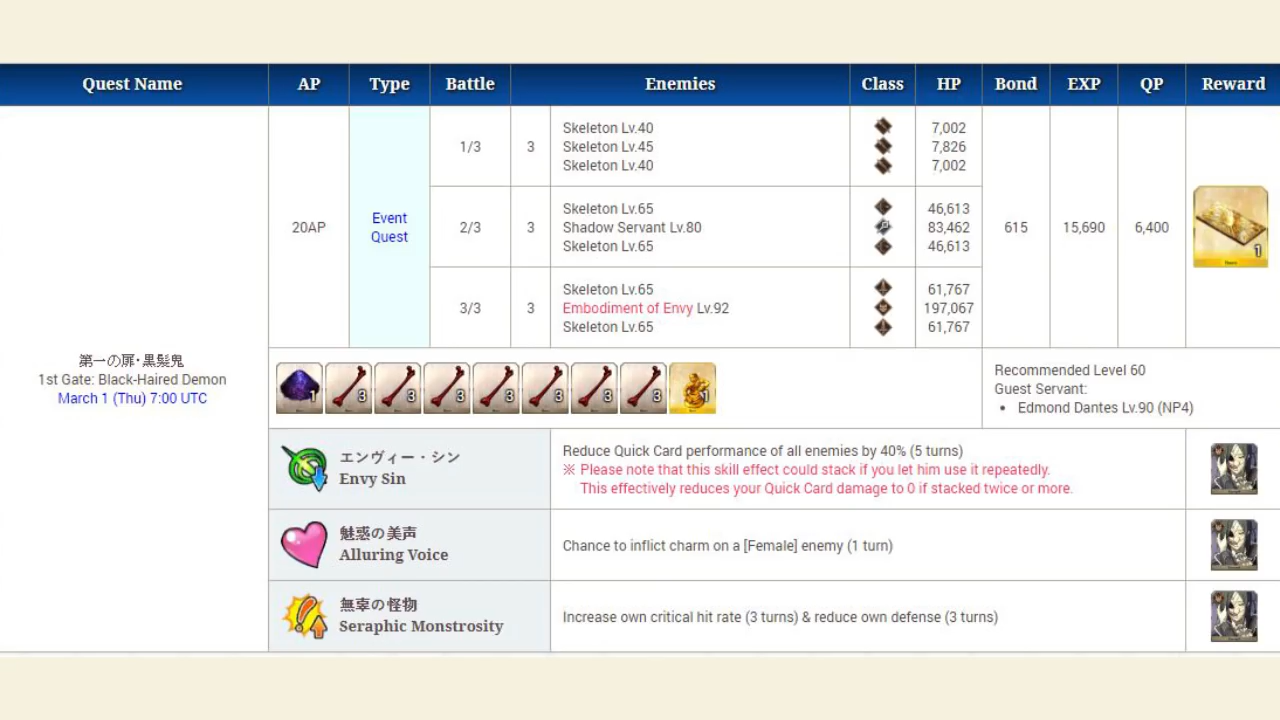 Quest Name AP Type Battle Enemies Class HP Bond EXP QP Reward
第一の扉・黒髪鬼
1st Gate: Black-Haired Demon
March 1 (Thu) 7:00 UTC
20AP
Event
Quest
1/3 3
Skeleton Lv.40 7,002
Skeleton Lv.45 7,826
Skeleton Lv.40 7,002
2/3 3
Skeleton Lv.65 46,613
Shadow Servant Lv.80 83,462
Skeleton Lv.65 46,613
3/3 3
Skeleton Lv.65 61,767
Embodiment of Envy Lv.92 197,067
Skeleton Lv.65 61,767
615 15,690 6,400 1
1 3 3 3 3 3 3 3 1
Recommended Level 60
Guest Servant:
• Edmond Dantes Lv.90 (NP4)
エンヴィー・シン
Envy Sin
Reduce Quick Card performance of all enemies by 40% (5 turns)
※ Please note that this skill effect could stack if you let him use it repeatedly.
This effectively reduces your Quick Card damage to 0 if stacked twice or more.
魅惑の美声
Alluring Voice
Chance to inflict charm on a [Female] enemy (1 turn)
無辜の怪物
Seraphic Monstrosity
Increase own critical hit rate (3 turns) & reduce own defense (3 turns)